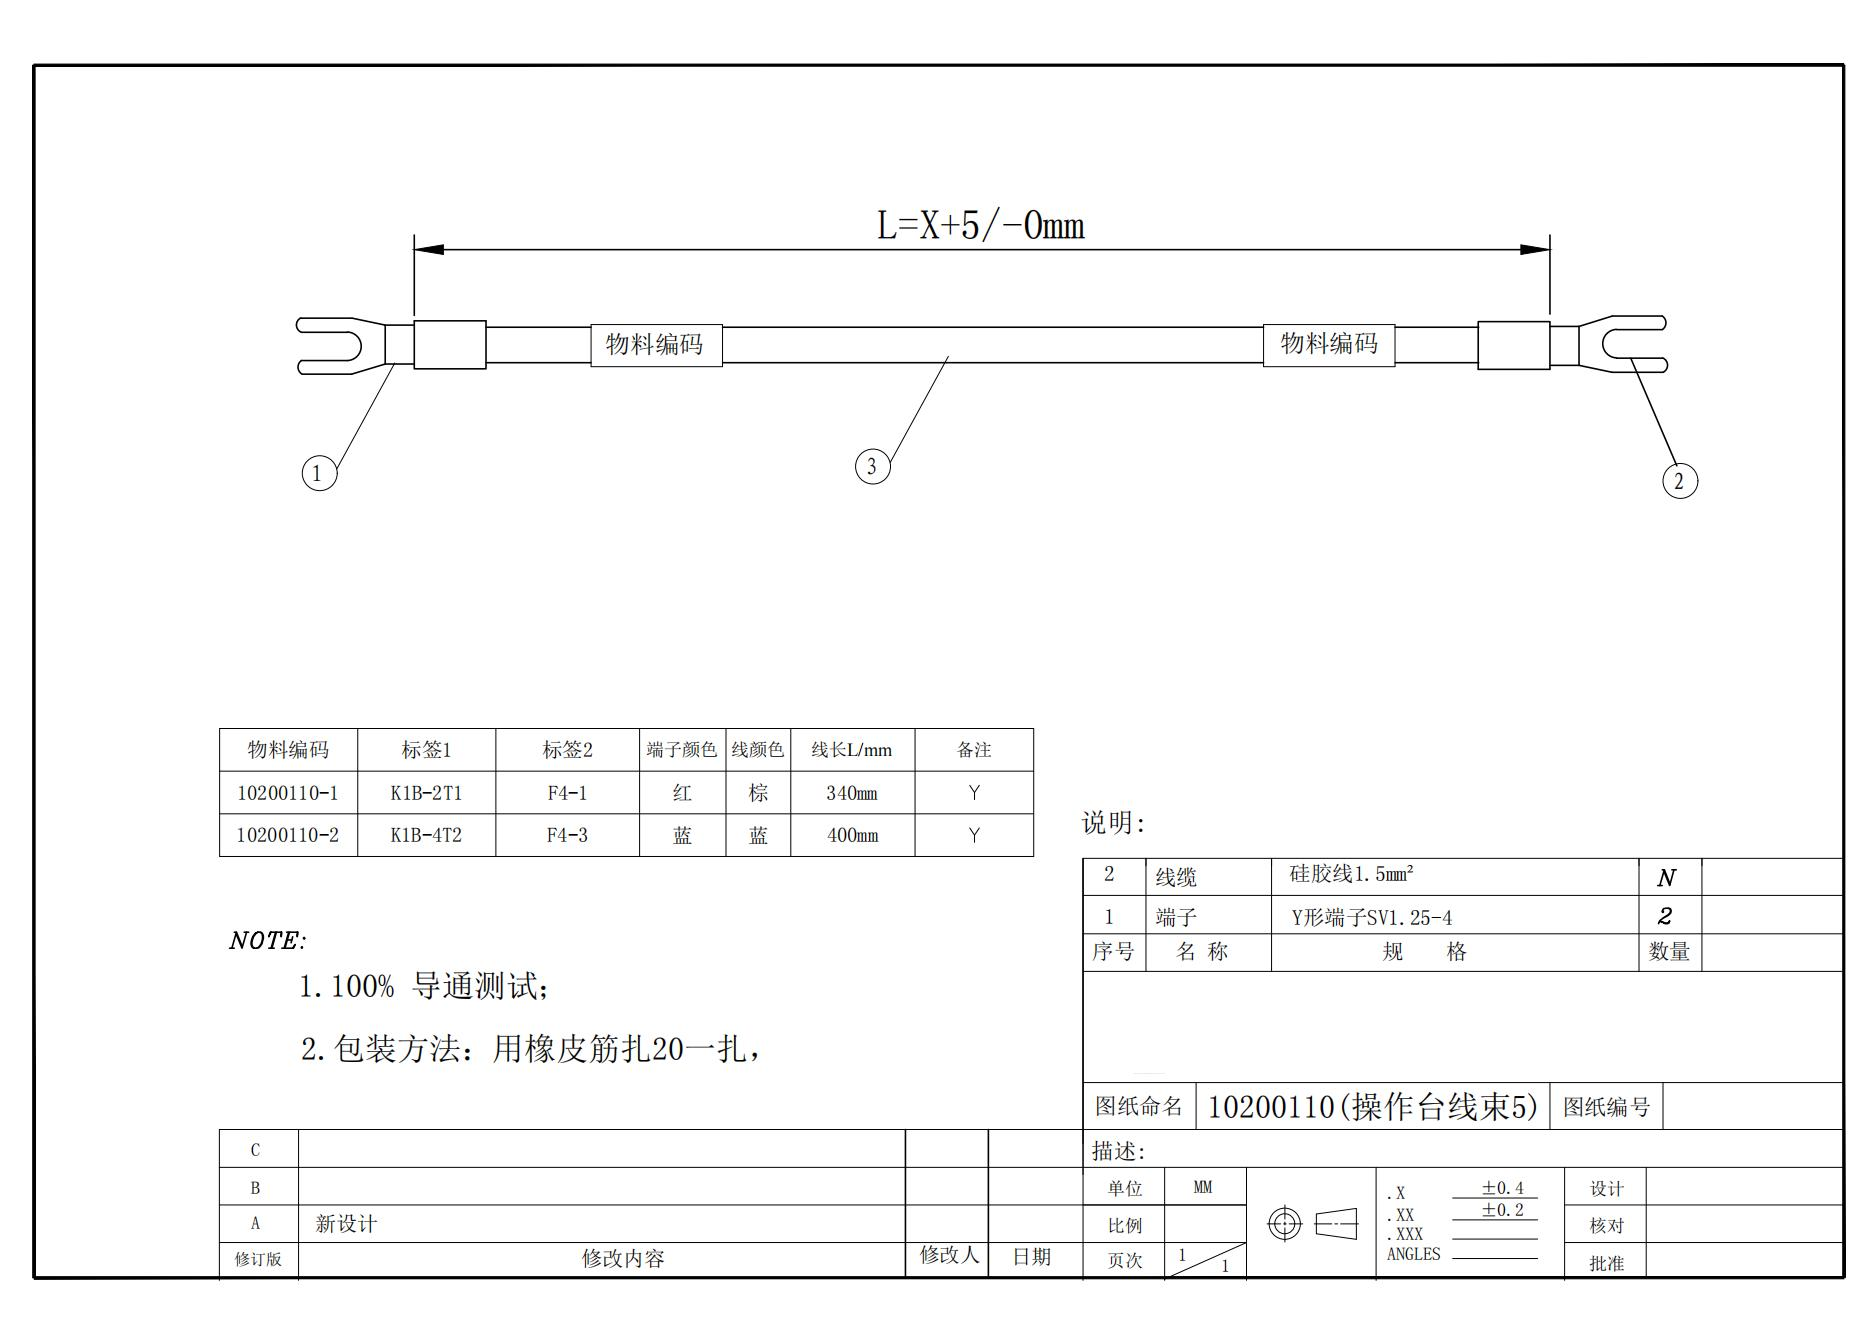 L=X+5/-0mm
物料编码 物料编码
1 3 2
物料编码 标签1 标签2 端子颜色 线颜色 线长L/mm 备注
10200110-1 K1B-2T1 F4-1 红 棕 340mm Y
10200110-2 K1B-4T2 F4-3 蓝 蓝 400mm Y
说明:
2 线缆 硅胶线1.5mm² N
1 端子 Y形端子SV1.25-4 2
序号 名 称 规 格 数量
NOTE:
1.100% 导通测试;
2.包装方法：用橡皮筋扎20一扎,
图纸命名 10200110(操作台线束5) 图纸编号
描述:
C
B
A 新设计
修订版 修改内容 修改人 日期
单位 MM
比例
页次 1/1
.X ±0.4
.XX ±0.2
.XXX
ANGLES
设计
核对
批准